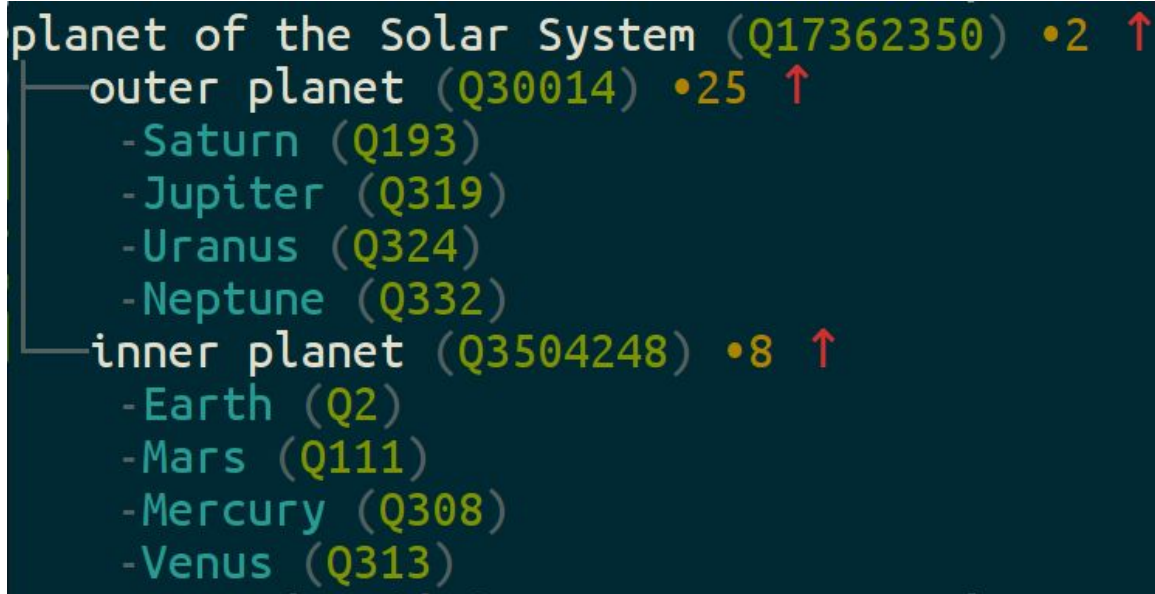 planet of the Solar System (Q17362350) •2 ↑
outer planet (Q30014) •25 ↑
-Saturn (Q193)
-Jupiter (Q319)
-Uranus (Q324)
-Neptune (Q332)
inner planet (Q3504248) •8 ↑
-Earth (Q2)
-Mars (Q111)
-Mercury (Q308)
-Venus (Q313)